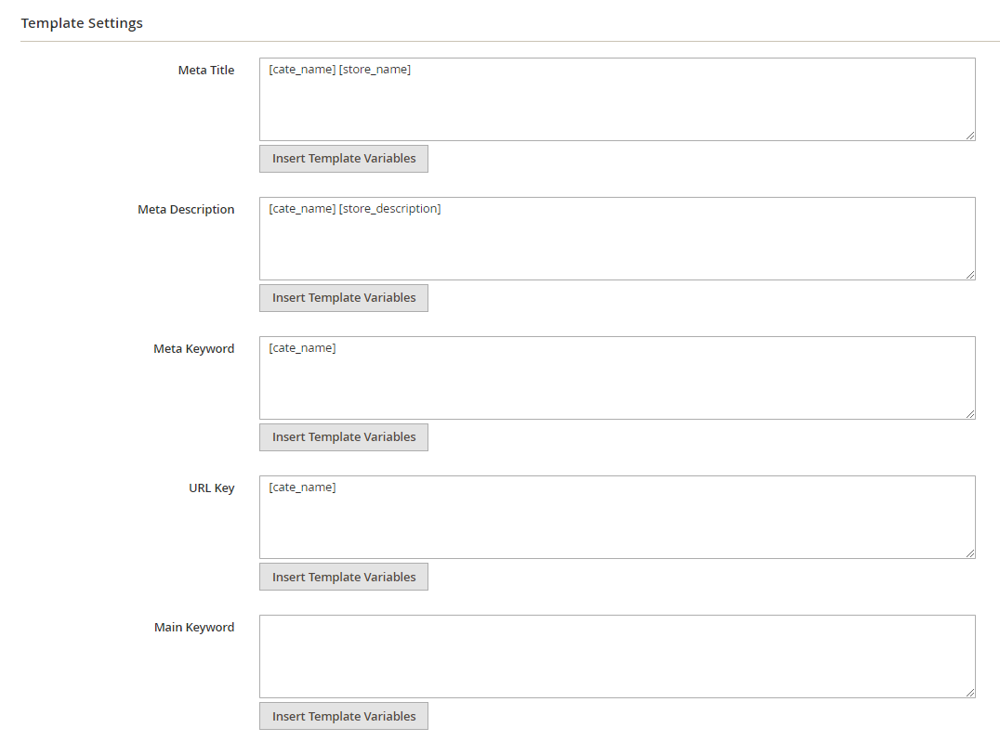 Template Settings
Meta Title
[cate_name] [store_name]
Insert Template Variables
Meta Description
[cate_name] [store_description]
Insert Template Variables
Meta Keyword
[cate_name]
Insert Template Variables
URL Key
[cate_name]
Insert Template Variables
Main Keyword
Insert Template Variables